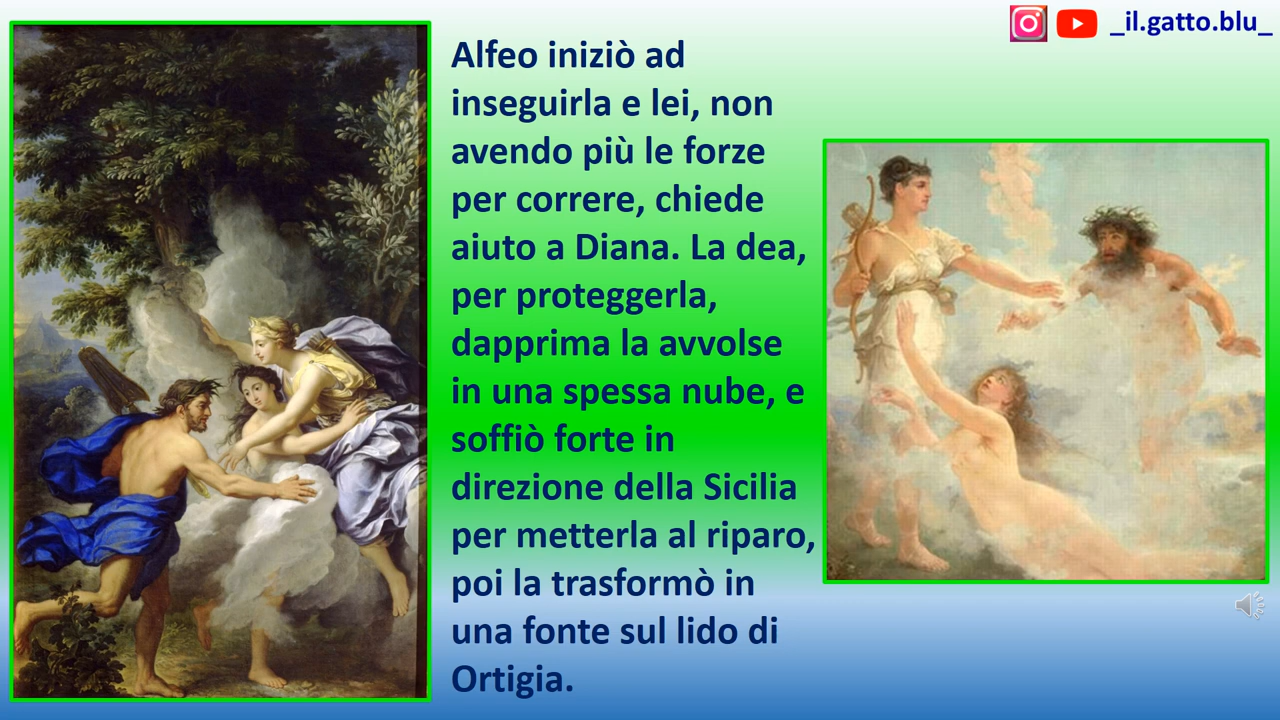 _il.gatto.blu_
Alfeo iniziò ad
inseguirla e lei, non
avendo più le forze
per correre, chiede
aiuto a Diana. La dea,
per proteggerla,
dapprima la avvolse
in una spessa nube, e
soffiò forte in
direzione della Sicilia
per metterla al riparo,
poi la trasformò in
una fonte sul lido di
Ortigia.